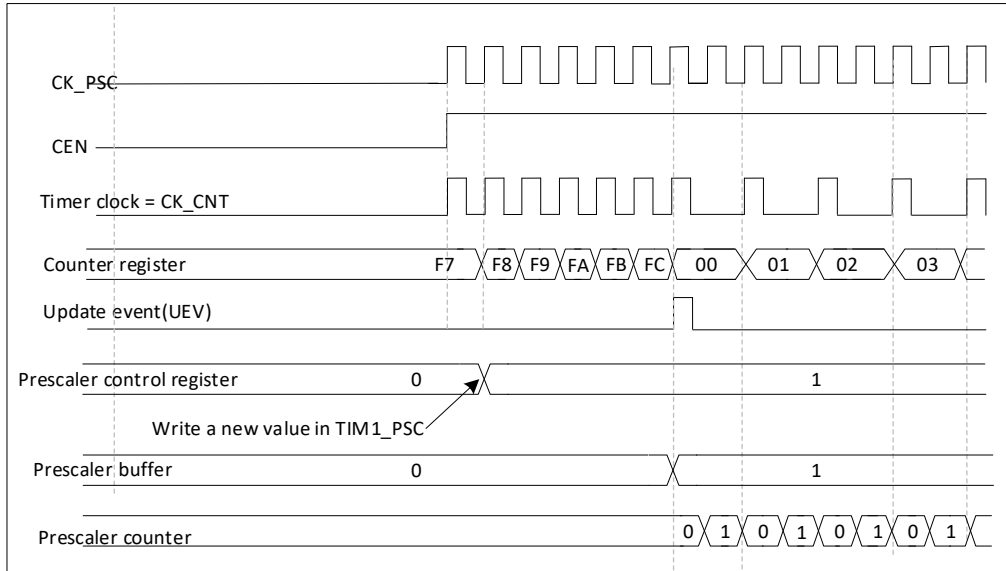 CK_PSC
CEN
Timer clock = CK_CNT
Counter register F7 F8 F9 FA FB FC 00 01 02 03
Update event(UEV)
Prescaler control register 0 1
Write a new value in TIM1_PSC
Prescaler buffer 0 1
Prescaler counter 0 1 0 1 0 1 0 1